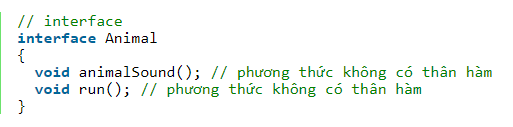 // interface
interface Animal
{
  void animalSound(); // phương thức không có thân hàm
  void run(); // phương thức không có thân hàm
}